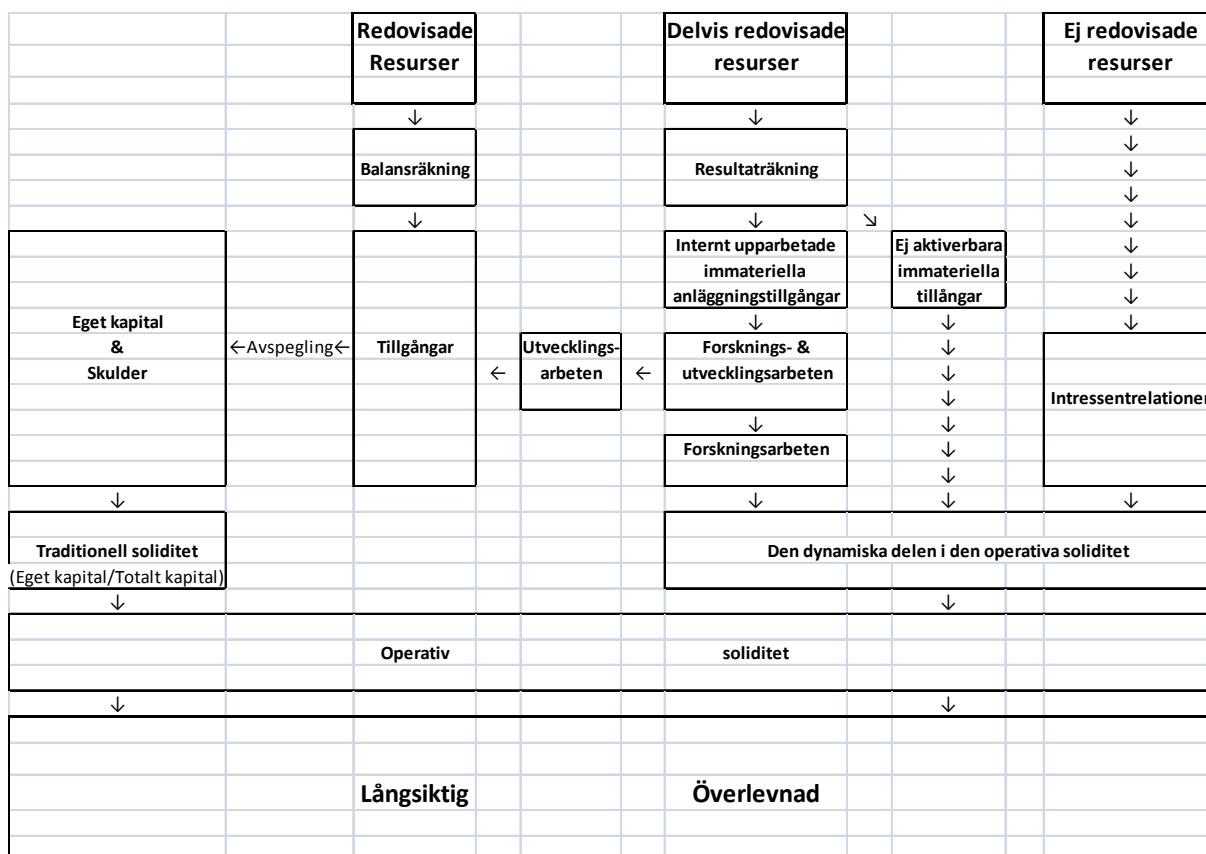 Redovisade
Resurser
Delvis redovisade
resurser
Ej redovisade
resurser
↓ ↓ ↓
↓
Balansräkning
Resultaträkning
↓
↓
↓ ↓ ↘ ↓
Internt upparbetade
immateriella
anläggningstillgångar
Ej aktiverbara
immateriella
tillångar
↓
↓
↓
↓ ↓ ↓
Eget kapital
&
Skulder
←Avspegling←
Tillgångar
←
Utvecklings-
arbeten
←
Forsknings- &
utvecklingsarbeten
↓
↓
↓
Intressentrelationer
↓ ↓
Forskningsarbeten
↓
↓
↓ ↓ ↓ ↓
Traditionell soliditet
(Eget kapital/Totalt kapital)
Den dynamiska delen i den operativa soliditet
↓ ↓
Operativ soliditet
↓ ↓
Långsiktig Överlevnad